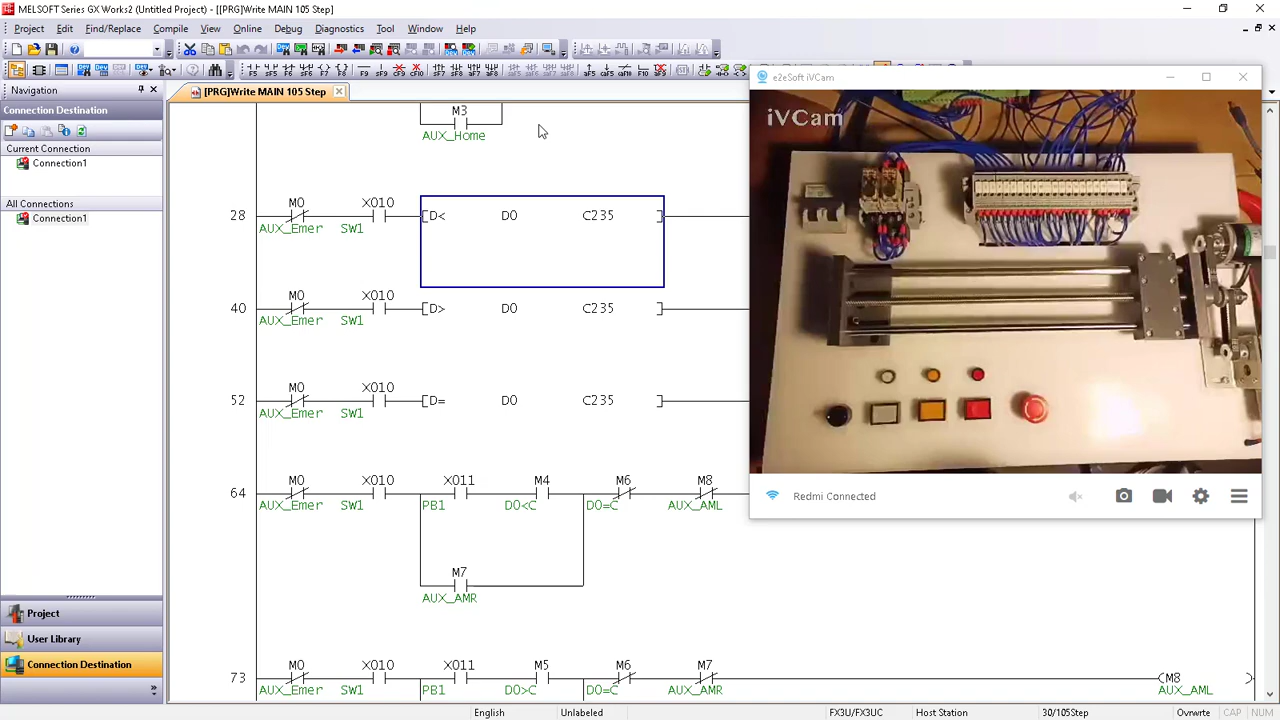 MELSOFT Series GX Works2 (Untitled Project) - [[PRG]Write MAIN 105 Step]
Project Edit Find/Replace Compile View Online Debug Diagnostics Tool Window Help
Navigation
[PRG]Write MAIN 105 Step
Connection Destination
Current Connection
Connection1
All Connections
Connection1
Project
User Library
Connection Destination
M3
AUX_Home
M0 X010
28 D< D0 C235
AUX_Emer SW1
M0 X010
40 D> D0 C235
AUX_Emer SW1
M0 X010
52 D= D0 C235
AUX_Emer SW1
M0 X010 X011 M4 M6 M8
64
AUX_Emer SW1 PB1 D0<C D0=C AUX_AML
M7
AUX_AMR
M0 X010 X011 M5 M6 M7
73 M8
AUX_Emer SW1 PB1 D0>C D0=C AUX_AMR AUX_AML
e2eSoft iVCam
iVCam
Redmi Connected
English Unlabeled FX3U/FX3UC Host Station 30/105Step Ovrwrte CAP NUM